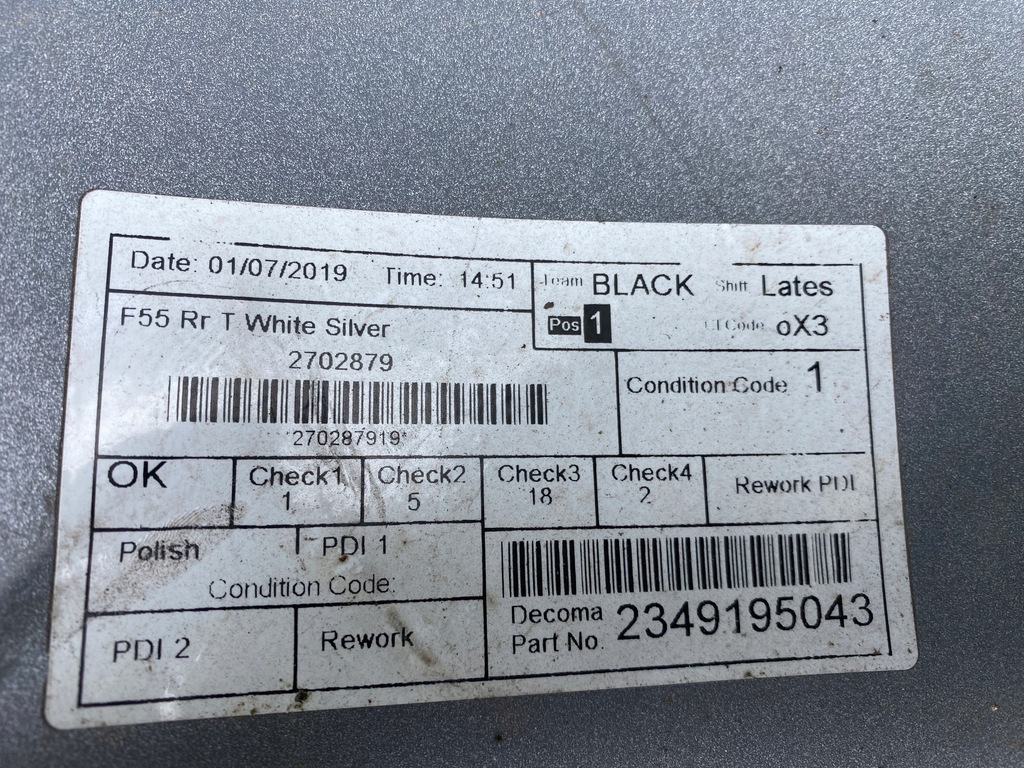 Date: 01/07/2019 Time: 14:51
Team BLACK Shift Lates
Pos 1 CT Code oX3
F55 Rr T White Silver
2702879
270287919*
Condition Code 1
OK
Check1
1
Check2
5
Check3
18
Check4
2
Rework PDI
Polish
PDI 1
Condition Code:
PDI 2
Rework
Decoma
Part No. 2349195043